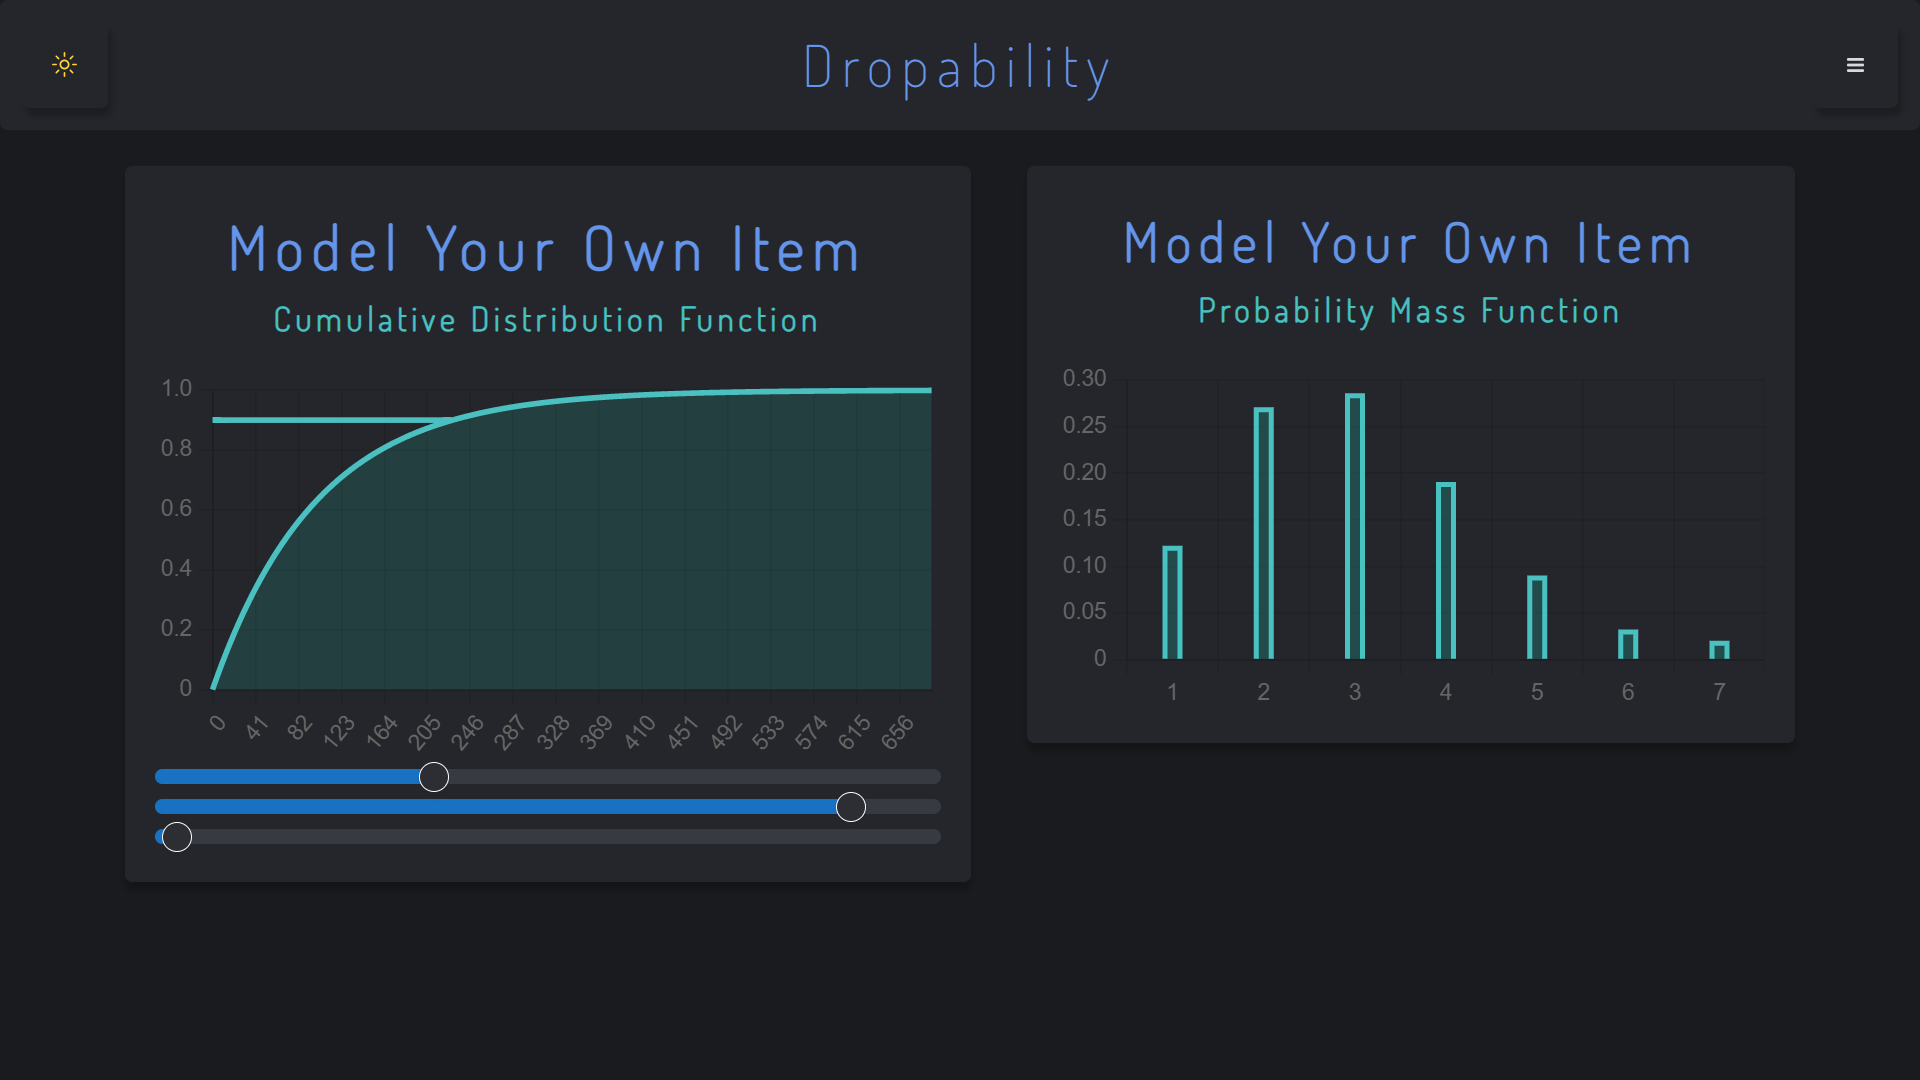 Dropability
Model Your Own Item
Cumulative Distribution Function
1.0
0.8
0.6
0.4
0.2
0
0 41 82 123 164 205 246 287 328 369 410 451 492 533 574 615 656
Model Your Own Item
Probability Mass Function
0.30
0.25
0.20
0.15
0.10
0.05
0
1 2 3 4 5 6 7